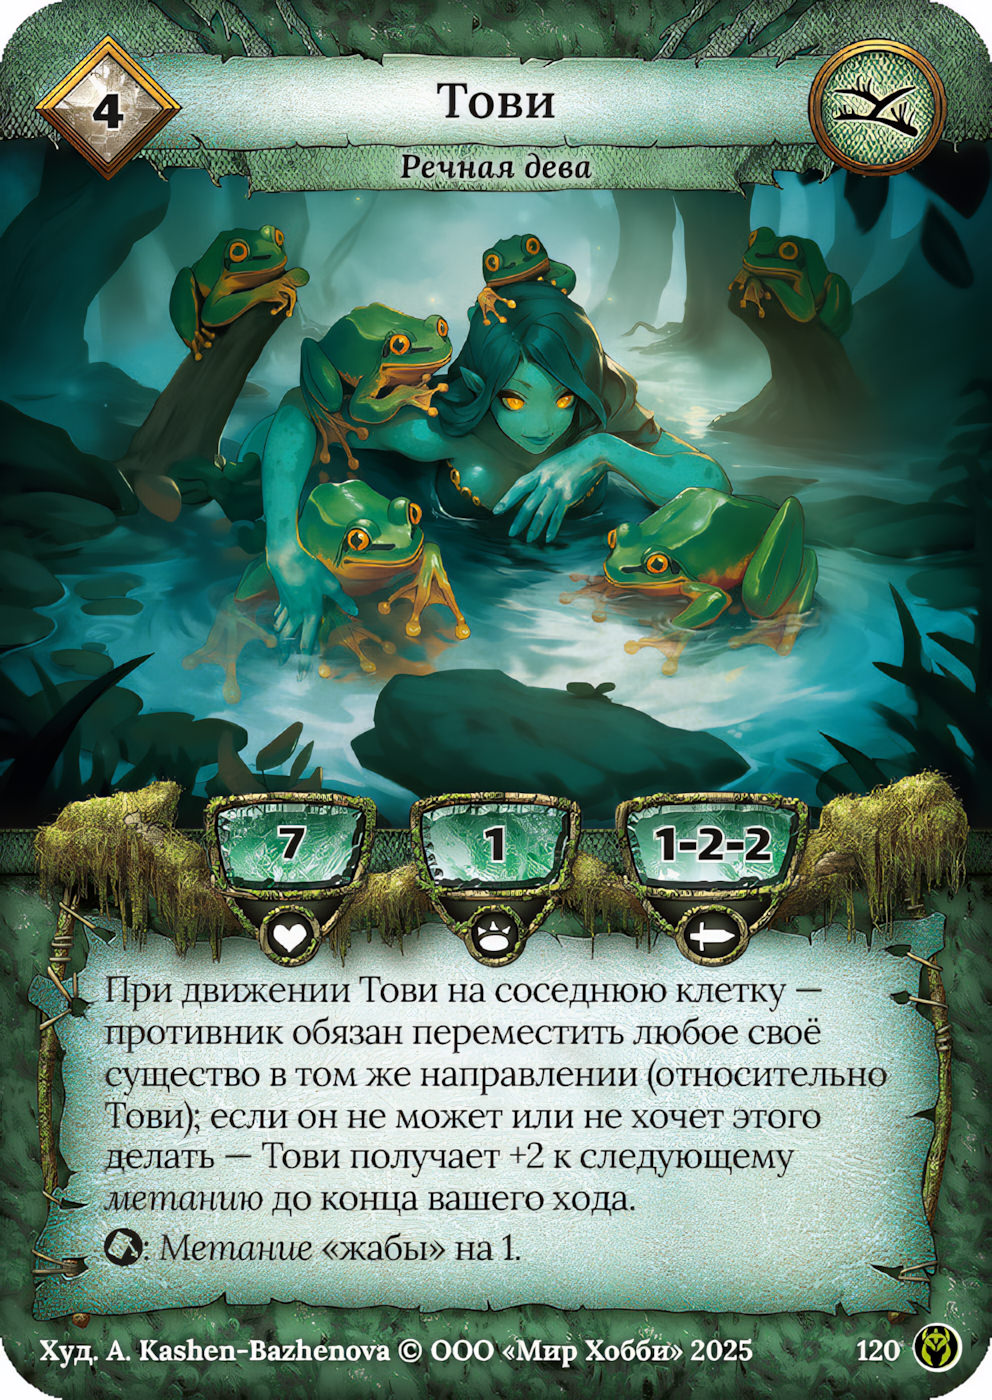 4
Тови
Речная дева
7
1
1-2-2
При движении Тови на соседнюю клетку —
противник обязан переместить любое своё
существо в том же направлении (относительно
Тови); если он не может или не хочет этого
делать — Тови получает +2 к следующему
метанию до конца вашего хода.
: Метание «жабы» на 1.
Худ. А. Kashen-Bazhenova © ООО «Мир Хобби» 2025
120